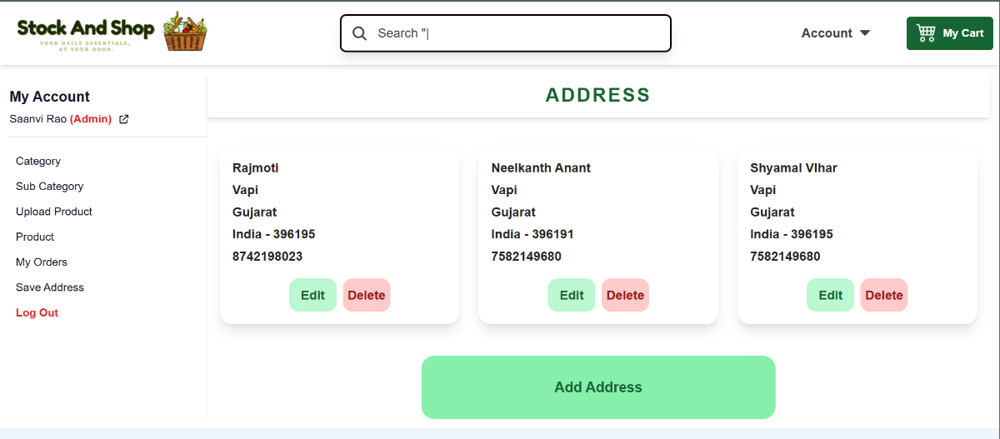 Stock And Shop
YOUR DAILY ESSENTIALS,
AT YOUR DOOR.
Search "|
Account
My Cart
My Account
Saanvi Rao (Admin)
Category
Sub Category
Upload Product
Product
My Orders
Save Address
Log Out
ADDRESS
Rajmoti
Vapi
Gujarat
India - 396195
8742198023
Edit Delete
Neelkanth Anant
Vapi
Gujarat
India - 396191
7582149680
Edit Delete
Shyamal VIhar
Vapi
Gujarat
India - 396195
7582149680
Edit Delete
Add Address